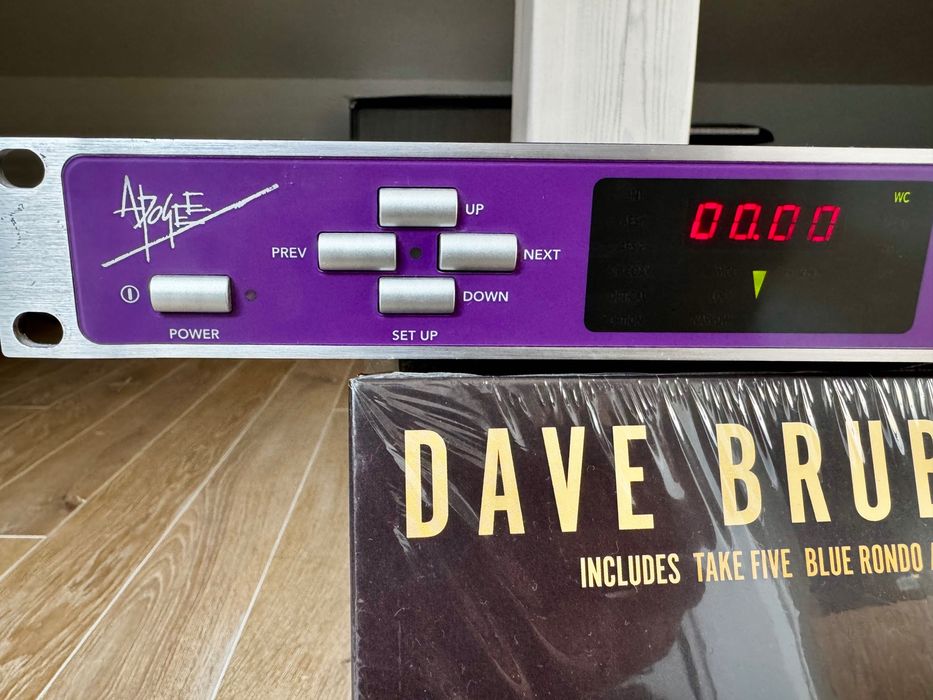 APOGEE
UP
PREV
NEXT
DOWN
POWER
SET UP
WC
00.00
DAVE BRUB
INCLUDES TAKE FIVE BLUE RONDO A